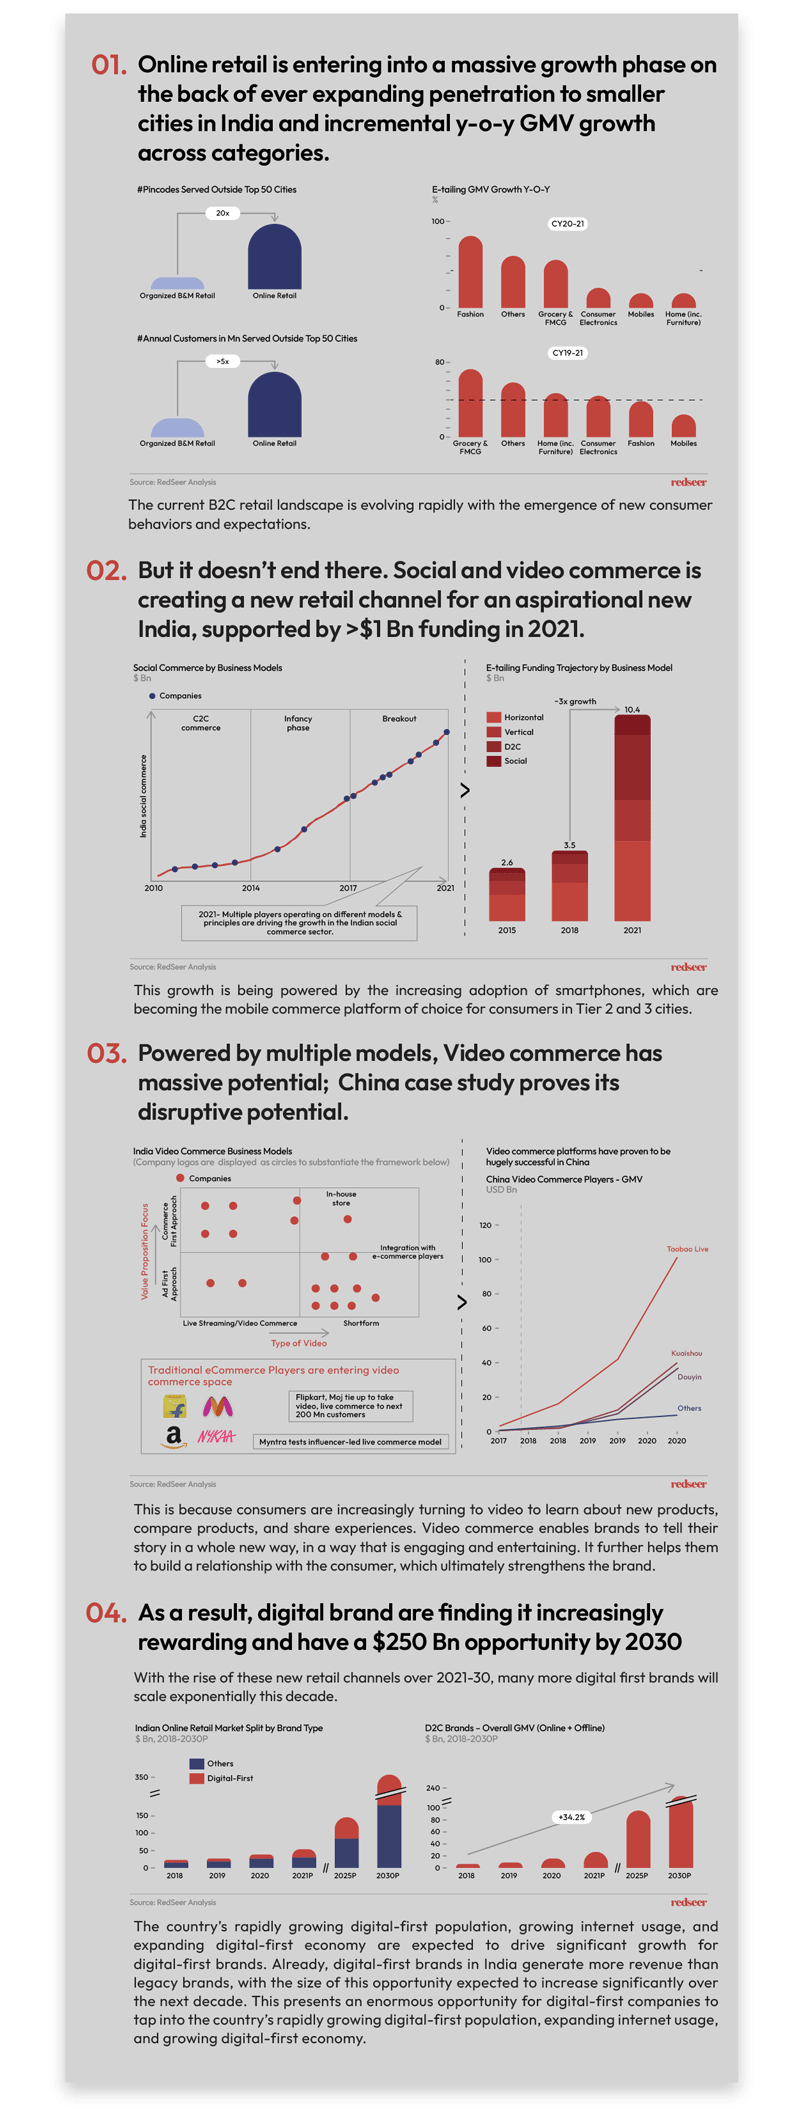 01. Online retail is entering into a massive growth phase on
the back of ever expanding penetration to smaller
cities in India and incremental y-o-y GMV growth
across categories.
#Pincodes Served Outside Top 50 Cities
20x
Organized B&M Retail
Online Retail
E-tailing GMV Growth Y-O-Y
%
CY20-21
100
0
Fashion
Others
Grocery &
FMCG
Consumer
Electronics
Mobiles
Home (inc.
Furniture)
#Annual Customers in Mn Served Outside Top 50 Cities
>5x
Organized B&M Retail
Online Retail
CY19-21
80
0
Grocery &
FMCG
Others
Home (inc.
Furniture)
Consumer
Electronics
Fashion
Mobiles
Source: RedSeer Analysis
redseer
The current B2C retail landscape is evolving rapidly with the emergence of new consumer
behaviors and expectations.
02. But it doesn't end there. Social and video commerce is
creating a new retail channel for an aspirational new
India, supported by >$1 Bn funding in 2021.
Social Commerce by Business Models
$ Bn
Companies
C2C
commerce
Infancy
phase
Breakout
India social commerce
2010
2014
2017
2021
2021- Multiple players operating on different models &
principles are driving the growth in the Indian social
commerce sector.
E-tailing Funding Trajectory by Business Model
$ Bn
~3x growth
Horizontal
Vertical
D2C
Social
10.4
3.5
2.6
2015
2018
2021
Source: RedSeer Analysis
redseer
This growth is being powered by the increasing adoption of smartphones, which are
becoming the mobile commerce platform of choice for consumers in Tier 2 and 3 cities.
03. Powered by multiple models, Video commerce has
massive potential; China case study proves its
disruptive potential.
India Video Commerce Business Models
(Company logos are displayed as circles to substantiate the framework below)
Companies
Value Proposition Focus
Commerce
First Approach
Ad First
Approach
In-house
store
Integration with
e-commerce players
Live Streaming/Video Commerce
Shortform
Type of Video
Traditional eCommerce Players are entering video
commerce space
Flipkart, Moj tie up to take
video, live commerce to next
200 Mn customers
f
M
a
NYKAA
Myntra tests influencer-led live commerce model
Video commerce platforms have proven to be
hugely successful in China
China Video Commerce Players - GMV
USD Bn
120
100
80
60
40
20
0
Taobao Live
Kuaishou
Douyin
Others
2017
2018
2018
2019
2019
2020
2020
Source: RedSeer Analysis
redseer
This is because consumers are increasingly turning to video to learn about new products,
compare products, and share experiences. Video commerce enables brands to tell their
story in a whole new way, in a way that is engaging and entertaining. It further helps them
to build a relationship with the consumer, which ultimately strengthens the brand.
04. As a result, digital brand are finding it increasingly
rewarding and have a $250 Bn opportunity by 2030
With the rise of these new retail channels over 2021-30, many more digital first brands will
scale exponentially this decade.
Indian Online Retail Market Split by Brand Type
$ Bn, 2018-2030P
Others
Digital-First
350
150
100
50
0
2018
2019
2020
2021P
//
2025P
2030P
D2C Brands – Overall GMV (Online + Offline)
$ Bn, 2018-2030P
240
100
80
60
40
20
0
+34.2%
2018
2019
2020
2021P
//
2025P
2030P
Source: RedSeer Analysis
redseer
The country's rapidly growing digital-first population, growing internet usage, and
expanding digital-first economy are expected to drive significant growth for
digital-first brands. Already, digital-first brands in India generate more revenue than
legacy brands, with the size of this opportunity expected to increase significantly over
the next decade. This presents an enormous opportunity for digital-first companies to
tap into the country's rapidly growing digital-first population, expanding internet usage,
and growing digital-first economy.